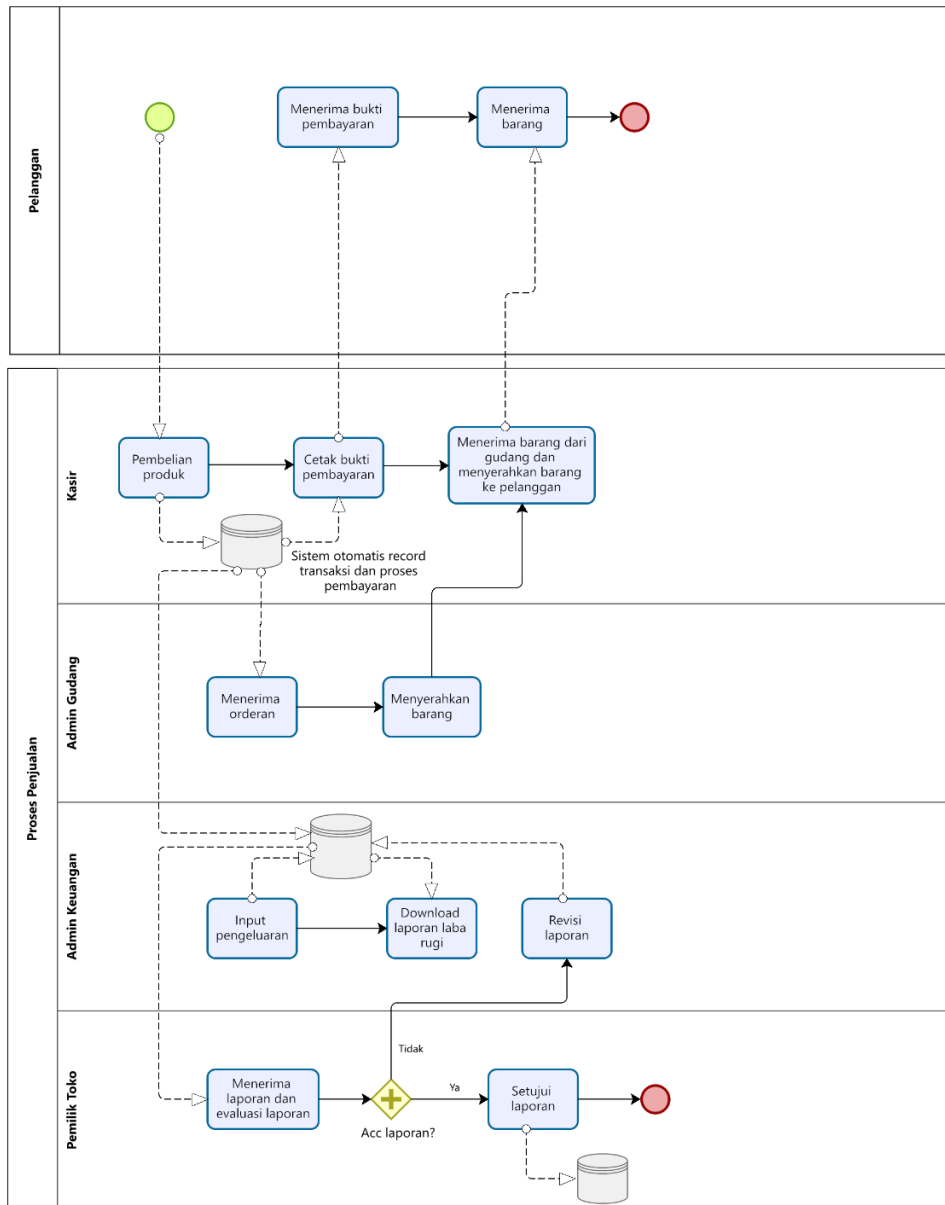 Pelanggan
Menerima bukti
pembayaran
Menerima
barang
Proses Penjualan
Kasir
Pembelian
produk
Cetak bukti
pembayaran
Menerima barang dari
gudang dan
menyerahkan barang
ke pelanggan
Sistem otomatis record
transaksi dan proses
pembayaran
Admin Gudang
Menerima
orderan
Menyerahkan
barang
Admin Keuangan
Input
pengeluaran
Download
laporan laba
rugi
Revisi
laporan
Pemilik Toko
Menerima
laporan dan
evaluasi laporan
Tidak
Ya
Acc laporan?
Setujui
laporan